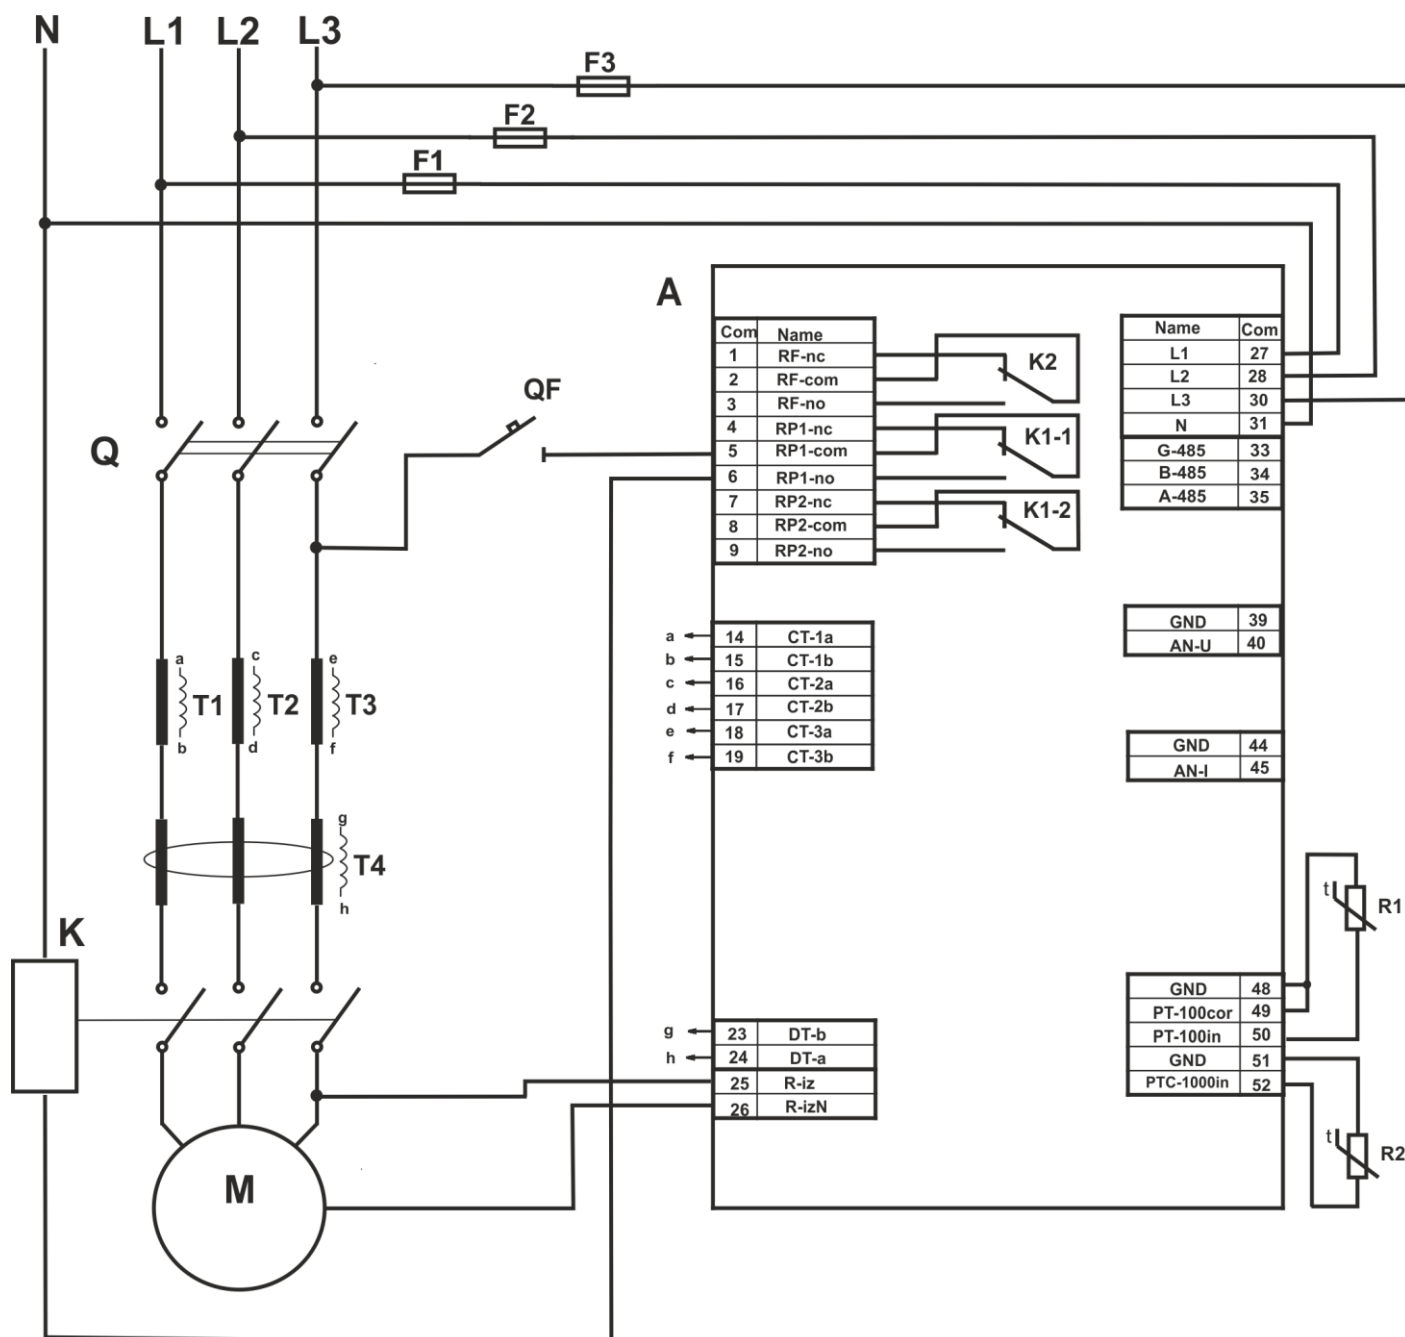 N L1 L2 L3
F3
F2
F1
A
Com Name
1 RF-nc
2 RF-com
3 RF-no
4 RP1-nc
5 RP1-com
6 RP1-no
7 RP2-nc
8 RP2-com
9 RP2-no
K2
K1-1
K1-2
Name Com
L1 27
L2 28
L3 30
N 31
G-485 33
B-485 34
A-485 35
QF
Q
a 14 CT-1a
b 15 CT-1b
c 16 CT-2a
d 17 CT-2b
e 18 CT-3a
f 19 CT-3b
GND 39
AN-U 40
a c e
T1 T2 T3
b d f
GND 44
AN-I 45
g
T4
h
t R1
K
GND 48
PT-100cor 49
PT-100in 50
GND 51
PTC-1000in 52
g 23 DT-b
h 24 DT-a
25 R-iz
26 R-izN
t R2
M